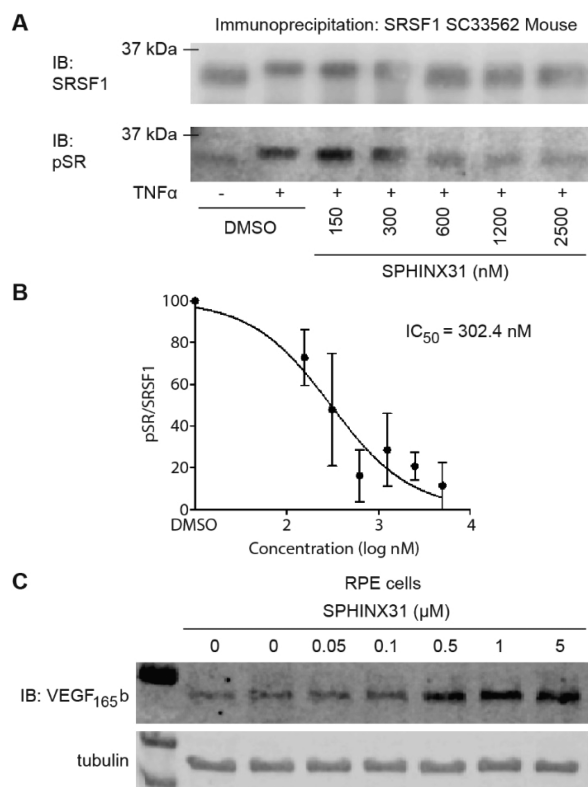 A
Immunoprecipitation: SRSF1 SC33562 Mouse
37 kDa
IB:
SRSF1
37 kDa
IB:
pSR
TNFα - + + + + + +
DMSO 150 300 600 1200 2500
SPHINX31 (nM)
B
100
80
60
40
20
0
pSR/SRSF1
IC50 = 302.4 nM
DMSO 2 3 4
Concentration (log nM)
C
RPE cells
SPHINX31 (µM)
0 0 0.05 0.1 0.5 1 5
IB: VEGF165b
tubulin